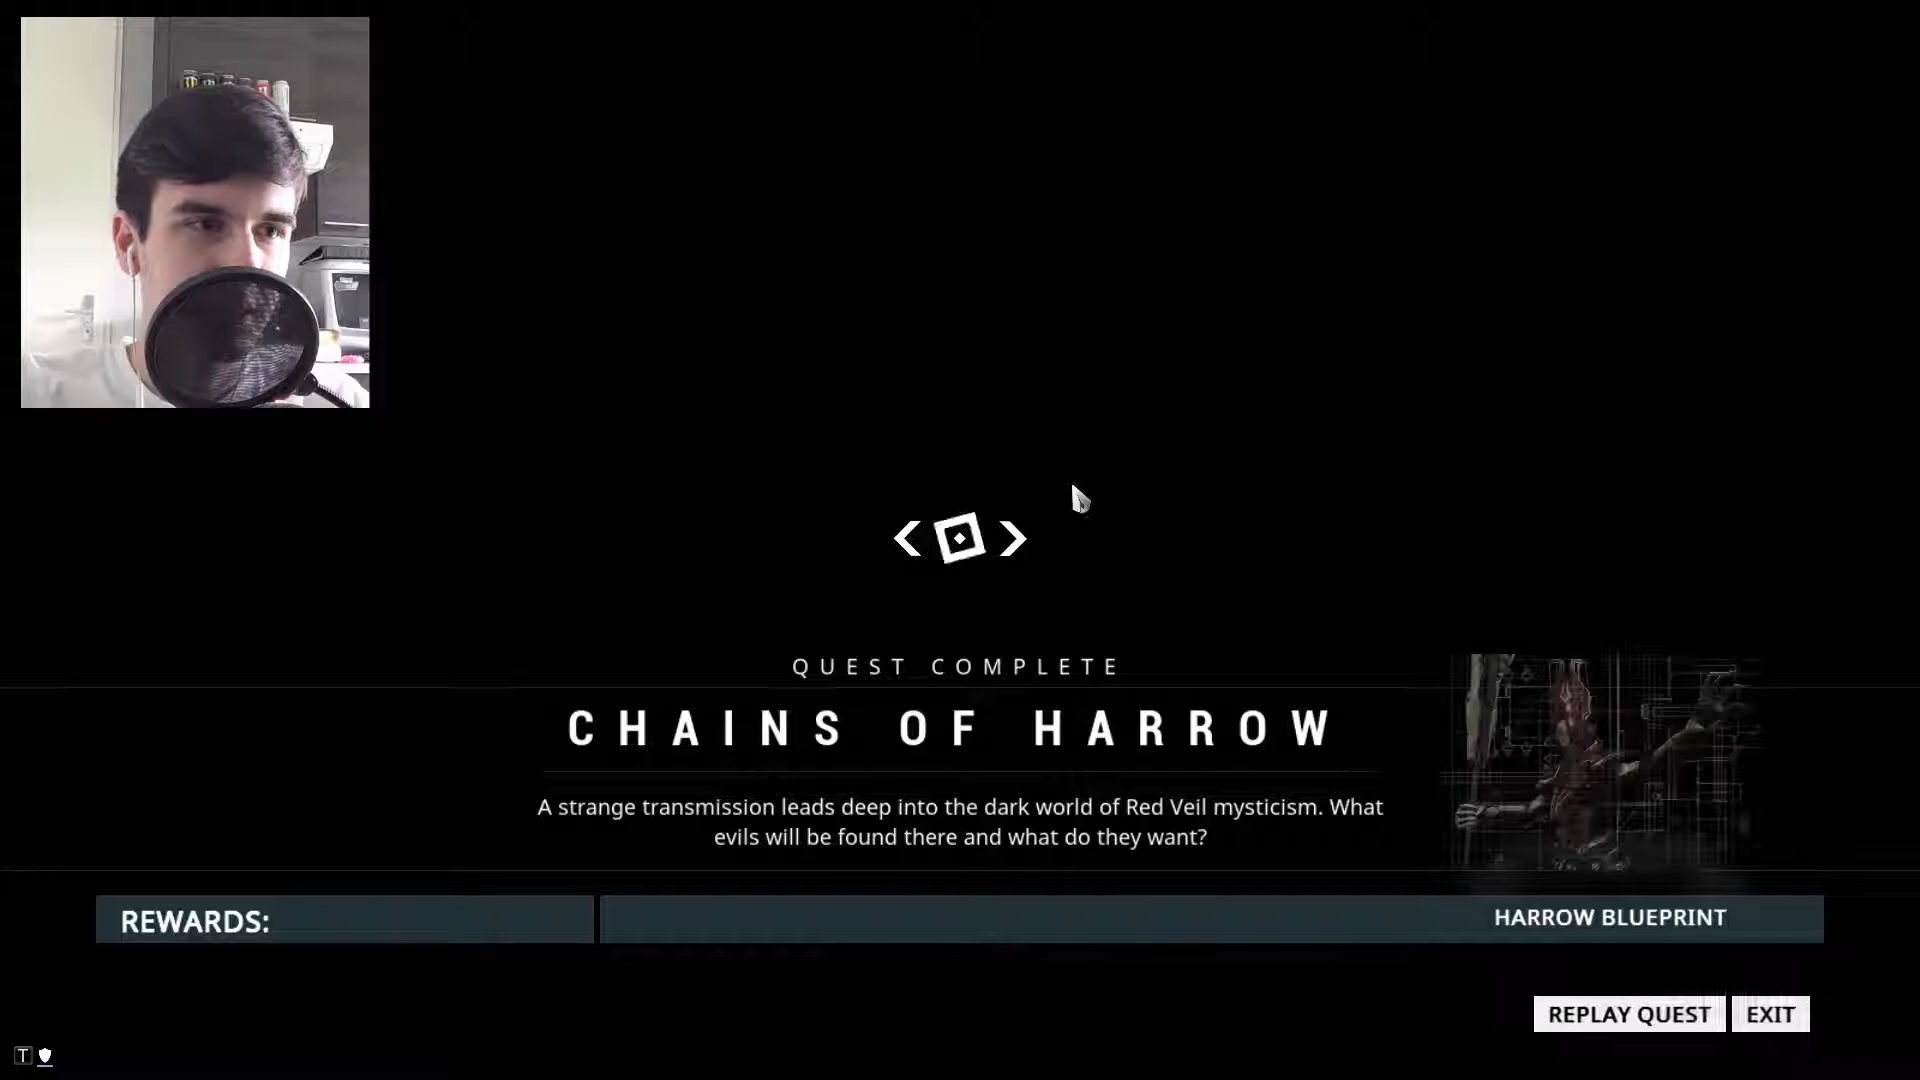 QUEST COMPLETE
CHAINS OF HARROW
A strange transmission leads deep into the dark world of Red Veil mysticism. What
evils will be found there and what do they want?
REWARDS:
HARROW BLUEPRINT
REPLAY QUEST
EXIT
T